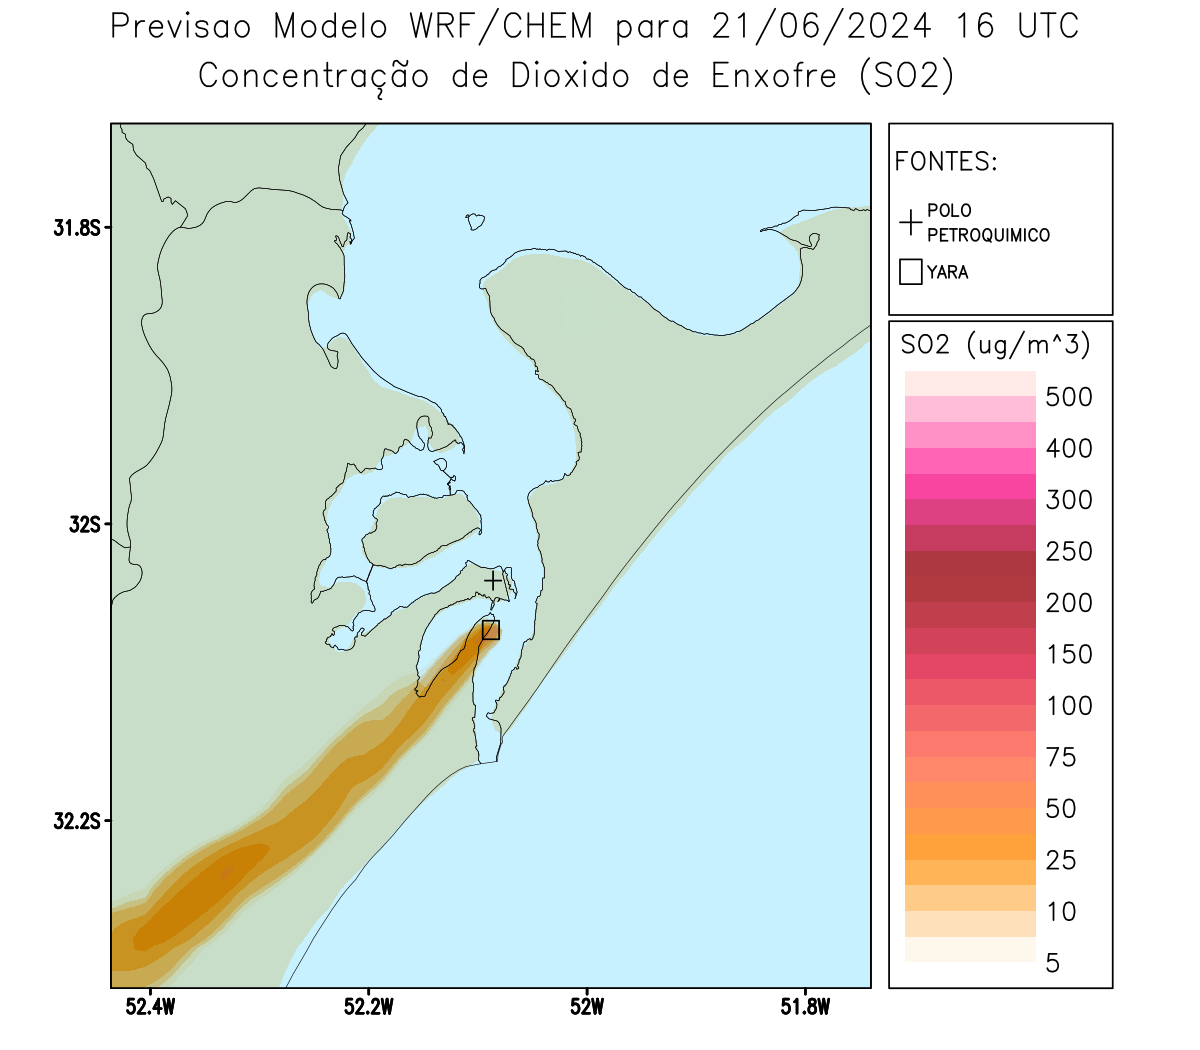 Previsao Modelo WRF/CHEM para 21/06/2024 16 UTC
Concentração de Dioxido de Enxofre (SO2)
FONTES:
POLO
PETROQUIMICO
YARA
SO2 (ug/m^3)
500
400
300
250
200
150
100
75
50
25
10
5
31.8S
32S
32.2S
52.4W
52.2W
52W
51.8W